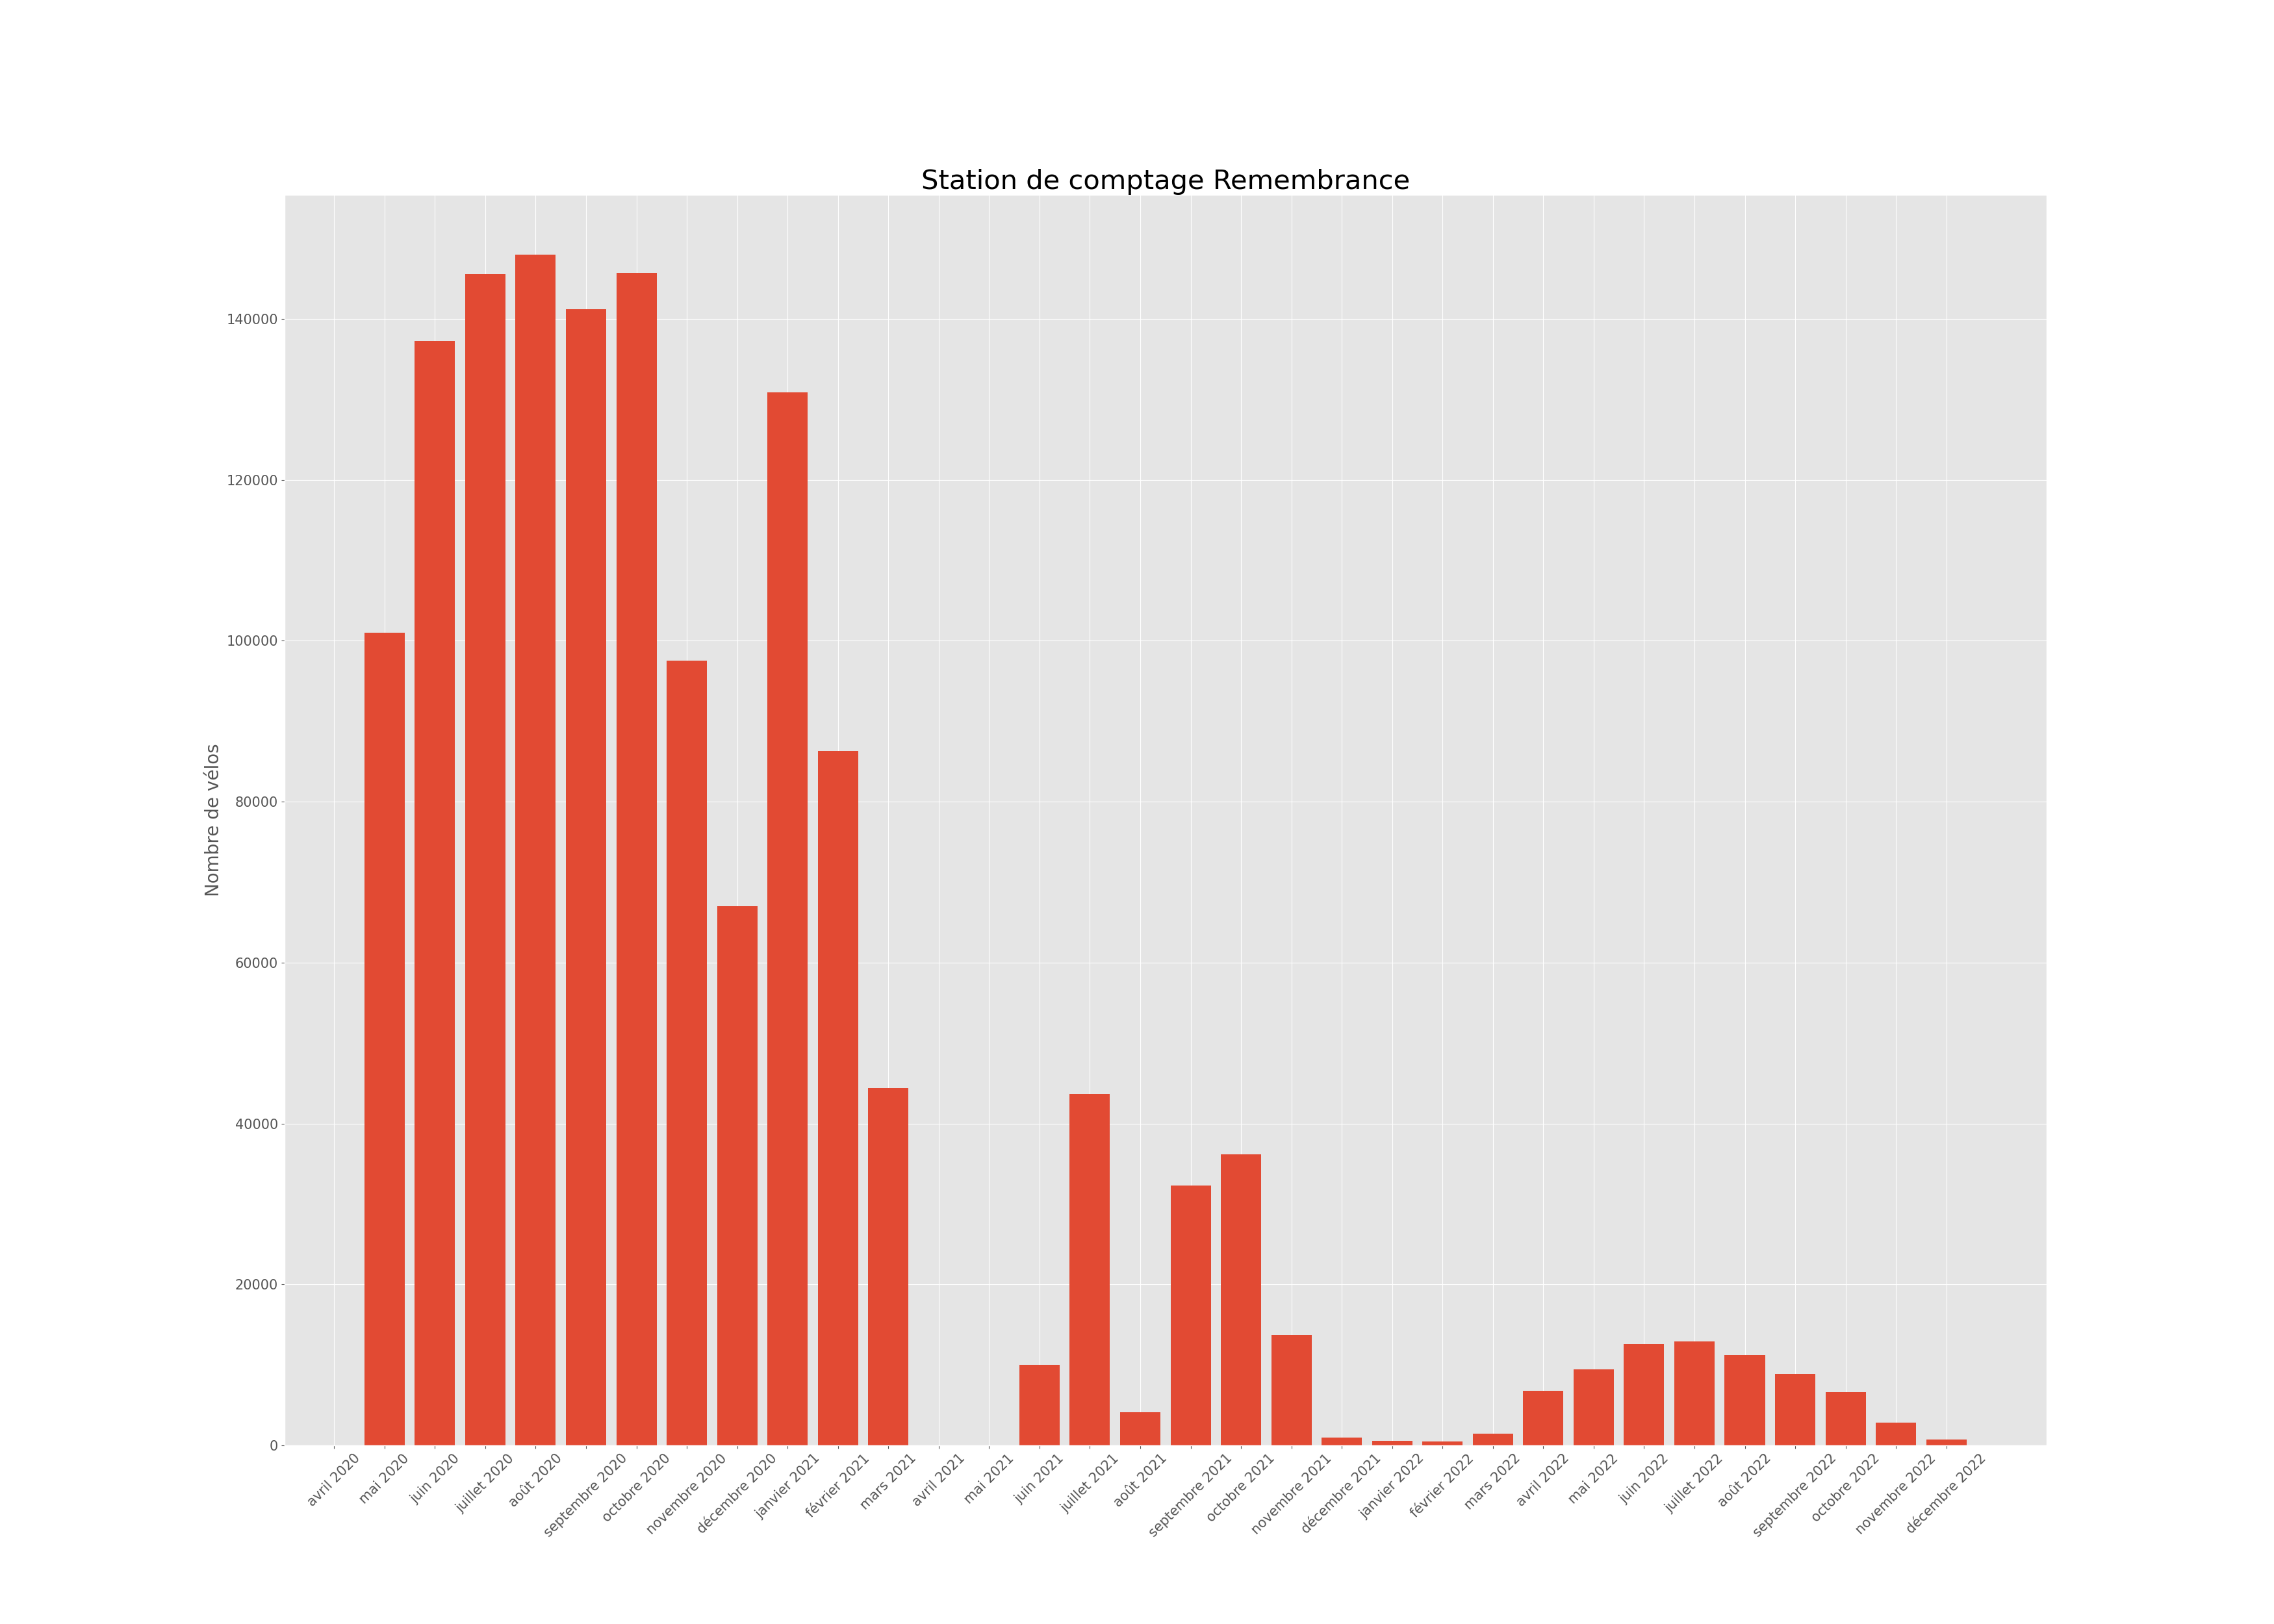 Station de comptage Remembrance
Nombre de vélos
140000
120000
100000
80000
60000
40000
20000
0
avril 2020
mai 2020
juin 2020
juillet 2020
août 2020
septembre 2020
octobre 2020
novembre 2020
décembre 2020
janvier 2021
février 2021
mars 2021
avril 2021
mai 2021
juin 2021
juillet 2021
août 2021
septembre 2021
octobre 2021
novembre 2021
décembre 2021
janvier 2022
février 2022
mars 2022
avril 2022
mai 2022
juin 2022
juillet 2022
août 2022
septembre 2022
octobre 2022
novembre 2022
décembre 2022